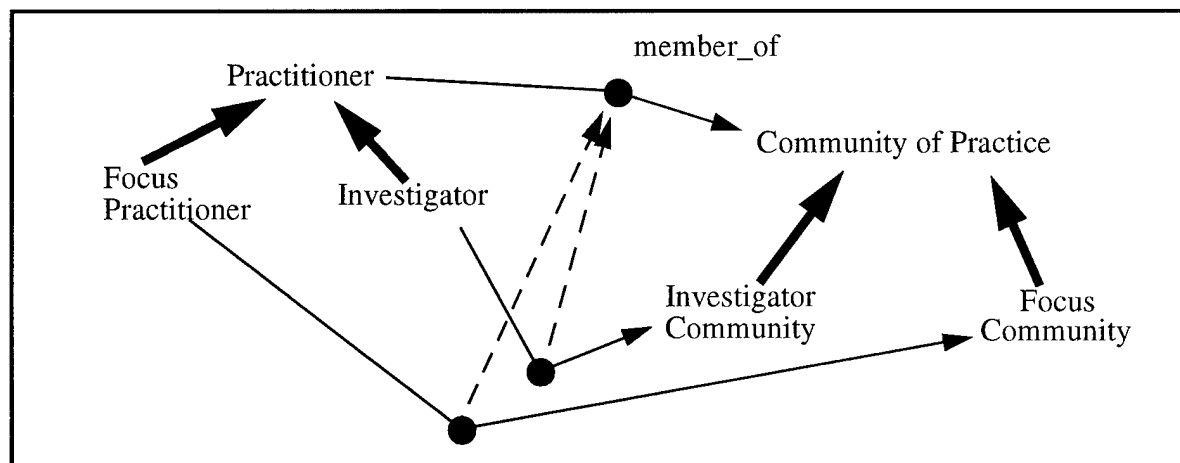 member_of
Practitioner
Community of Practice
Focus
Practitioner
Investigator
Investigator
Community
Focus
Community